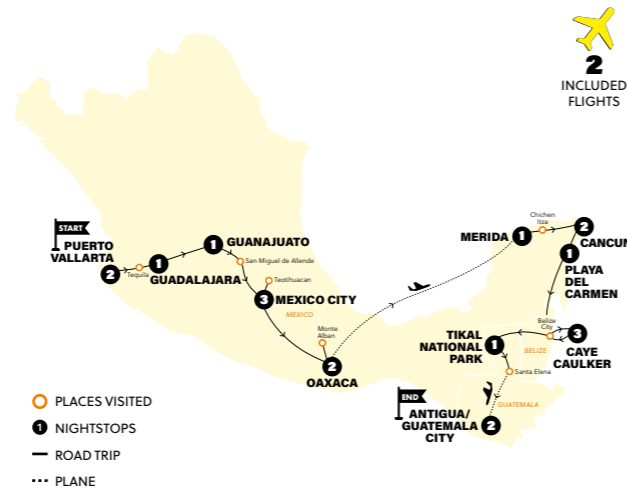 2
INCLUDED
FLIGHTS
START
PUERTO
VALLARTA
2
Tequila
1
GUADALAJARA
1
GUANAJUATO
San Miguel de Allende
Teotihuacan
3
MEXICO CITY
MEXICO
Monte
Alban
2
OAXACA
MERIDA
1
Chichen
Itza
2
CANCUN
1
PLAYA
DEL
CARMEN
Belize
City
3
CAYE
CAULKER
BELIZE
TIKAL
NATIONAL
PARK
1
Santa Elena
GUATEMALA
END
ANTIGUA/
GUATEMALA
CITY
2
PLACES VISITED
1 NIGHTSTOPS
ROAD TRIP
PLANE